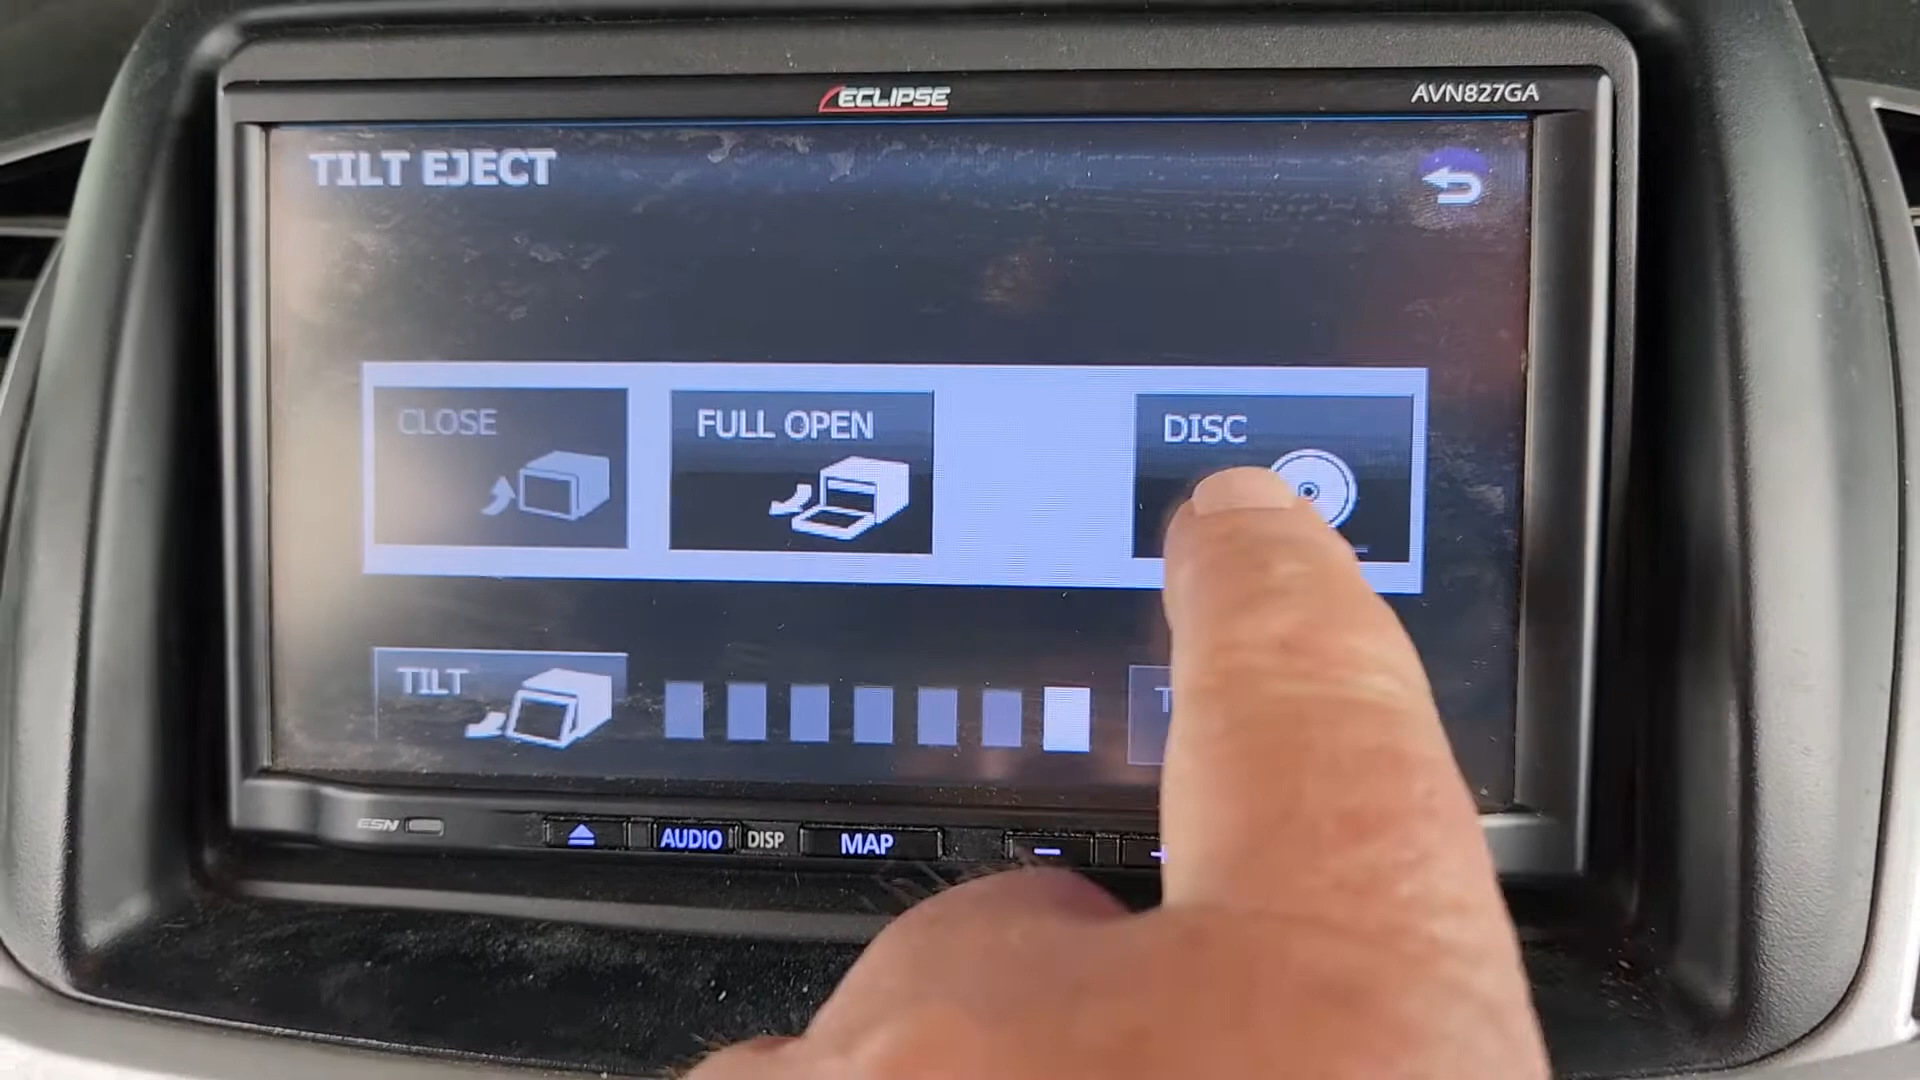 ECLIPSE
AVN827GA
TILT EJECT
CLOSE
FULL OPEN
DISC
TILT
ESN
AUDIO
DISP
MAP
−
+